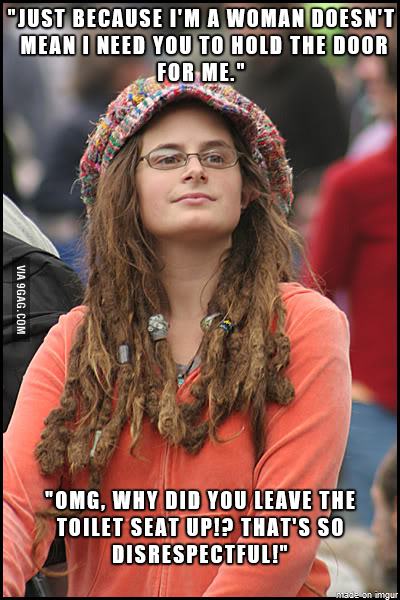 "JUST BECAUSE I'M A WOMAN DOESN'T
MEAN I NEED YOU TO HOLD THE DOOR
FOR ME."
VIA 9GAG.COM
"OMG, WHY DID YOU LEAVE THE
TOILET SEAT UP!? THAT'S SO
DISRESPECTFUL!"
made on imgur